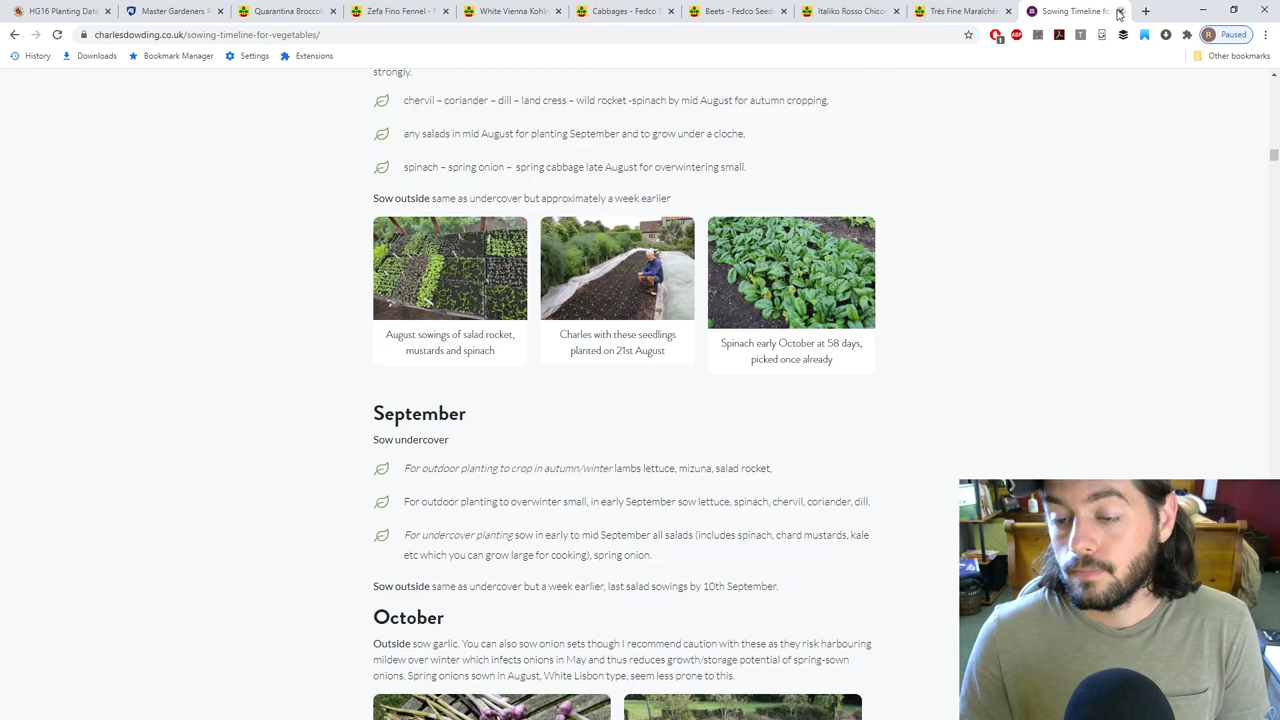 HG16 Planting Date
Master Gardeners P
Quarantina Broccol
Zefa Fino Fennel - F
White Vienna Kohlr
Cabbages - Fedco S
Beets - Fedco Seed
Italiko Rosso Chicor
Très Fine Maraîchè
Sowing Timeline fo
charlesdowding.co.uk/sowing-timeline-for-vegetables/
1
ABP
R Paused
History
Downloads
Bookmark Manager
Settings
Extensions
Other bookmarks
strongly.
chervil – coriander – dill – land cress – wild rocket -spinach by mid August for autumn cropping,
any salads in mid August for planting September and to grow under a cloche,
spinach – spring onion – spring cabbage late August for overwintering small.
Sow outside same as undercover but approximately a week earlier
August sowings of salad rocket,
mustards and spinach
Charles with these seedlings
planted on 21st August
Spinach early October at 58 days,
picked once already
September
Sow undercover
For outdoor planting to crop in autumn/winter lambs lettuce, mizuna, salad rocket,
For outdoor planting to overwinter small, in early September sow lettuce, spinach, chervil, coriander, dill.
For undercover planting sow in early to mid September all salads (includes spinach, chard mustards, kale
etc which you can grow large for cooking), spring onion.
Sow outside same as undercover but a week earlier, last salad sowings by 10th September.
October
Outside sow garlic. You can also sow onion sets though I recommend caution with these as they risk harbouring
mildew over winter which infects onions in May and thus reduces growth/storage potential of spring-sown
onions. Spring onions sown in August, White Lisbon type, seem less prone to this.